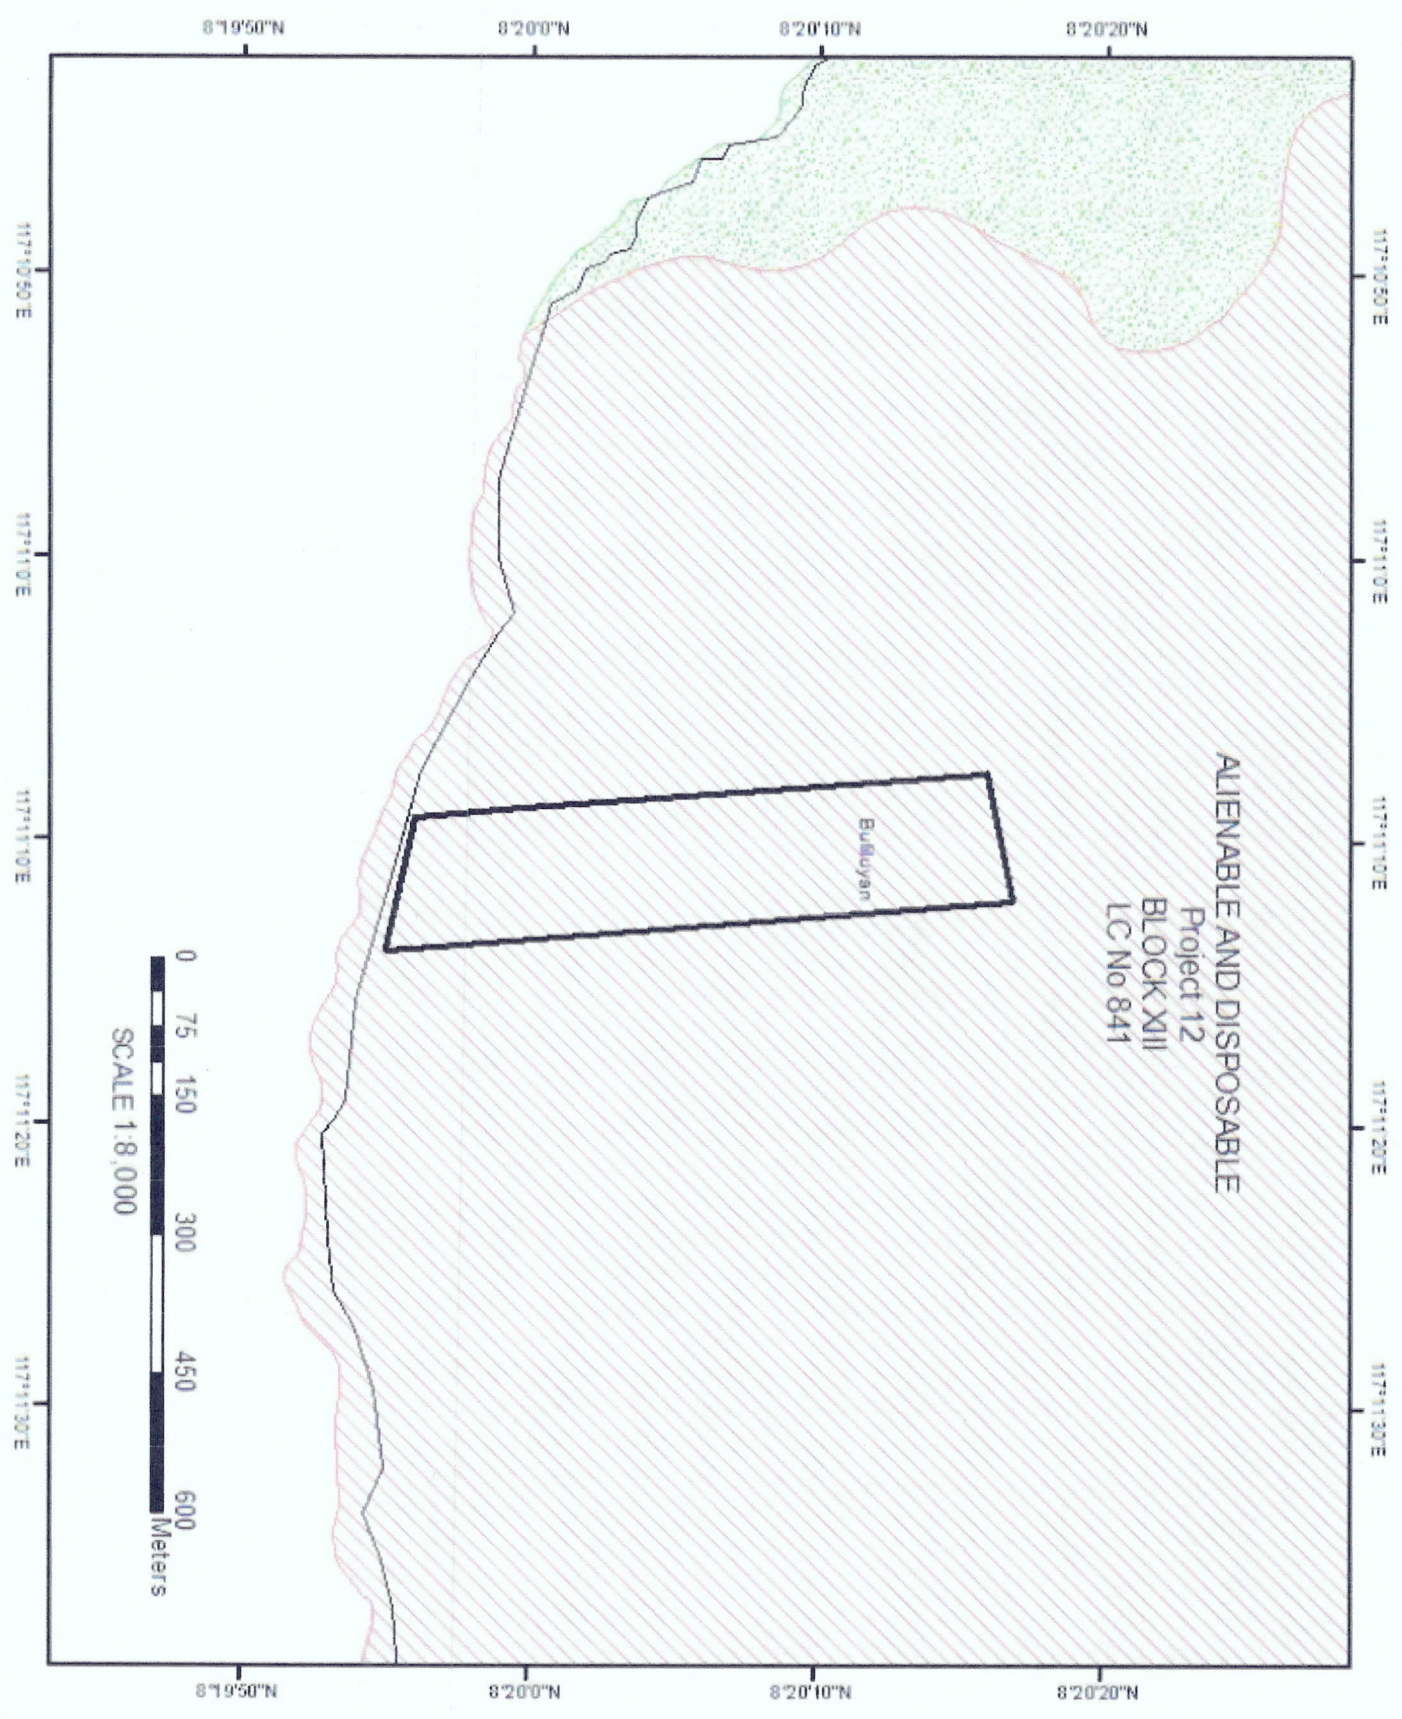 117°10'50"E 117°11'0"E 117°11'10"E 117°11'20"E 117°11'30"E
8°20'20"N
8°20'20"N
8°20'10"N
8°20'10"N
8°20'0"N
8°20'0"N
8°19'50"N
8°19'50"N
ALIENABLE AND DISPOSABLE
Project 12
BLOCK XIII
LC No 841
Buliluyan
0 75 150 300 450 600
Meters
SCALE 1:8,000
117°10'50"E 117°11'0"E 117°11'10"E 117°11'20"E 117°11'30"E